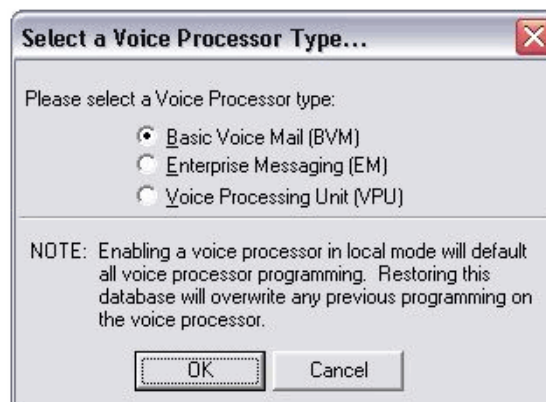 Select a Voice Processor Type...
Please select a Voice Processor type:
Basic Voice Mail (BVM)
Enterprise Messaging (EM)
Voice Processing Unit (VPU)
NOTE: Enabling a voice processor in local mode will default
all voice processor programming. Restoring this
database will overwrite any previous programming on
the voice processor.
OK
Cancel